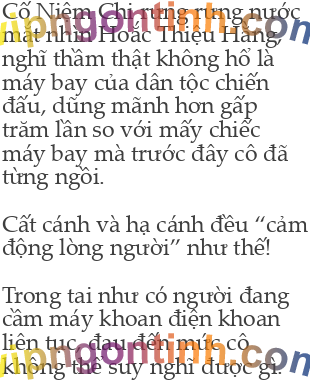 Cố Niệm Chi rưng rưng nước
mắt nhìn Hoắc Thiệu Hằng,
nghĩ thầm thật không hổ là
máy bay của dân tộc chiến
đấu, dũng mãnh hơn gấp
trăm lần so với mấy chiếc
máy bay mà trước đây cô đã
từng ngồi.
Cất cánh và hạ cánh đều “cảm
động lòng người” như thế!
Trong tai như có người đang
cầm máy khoan điện khoan
liên tục, đau đến mức cô
không thể suy nghĩ được gì.
vipngontinh.com
vipngontinh.com